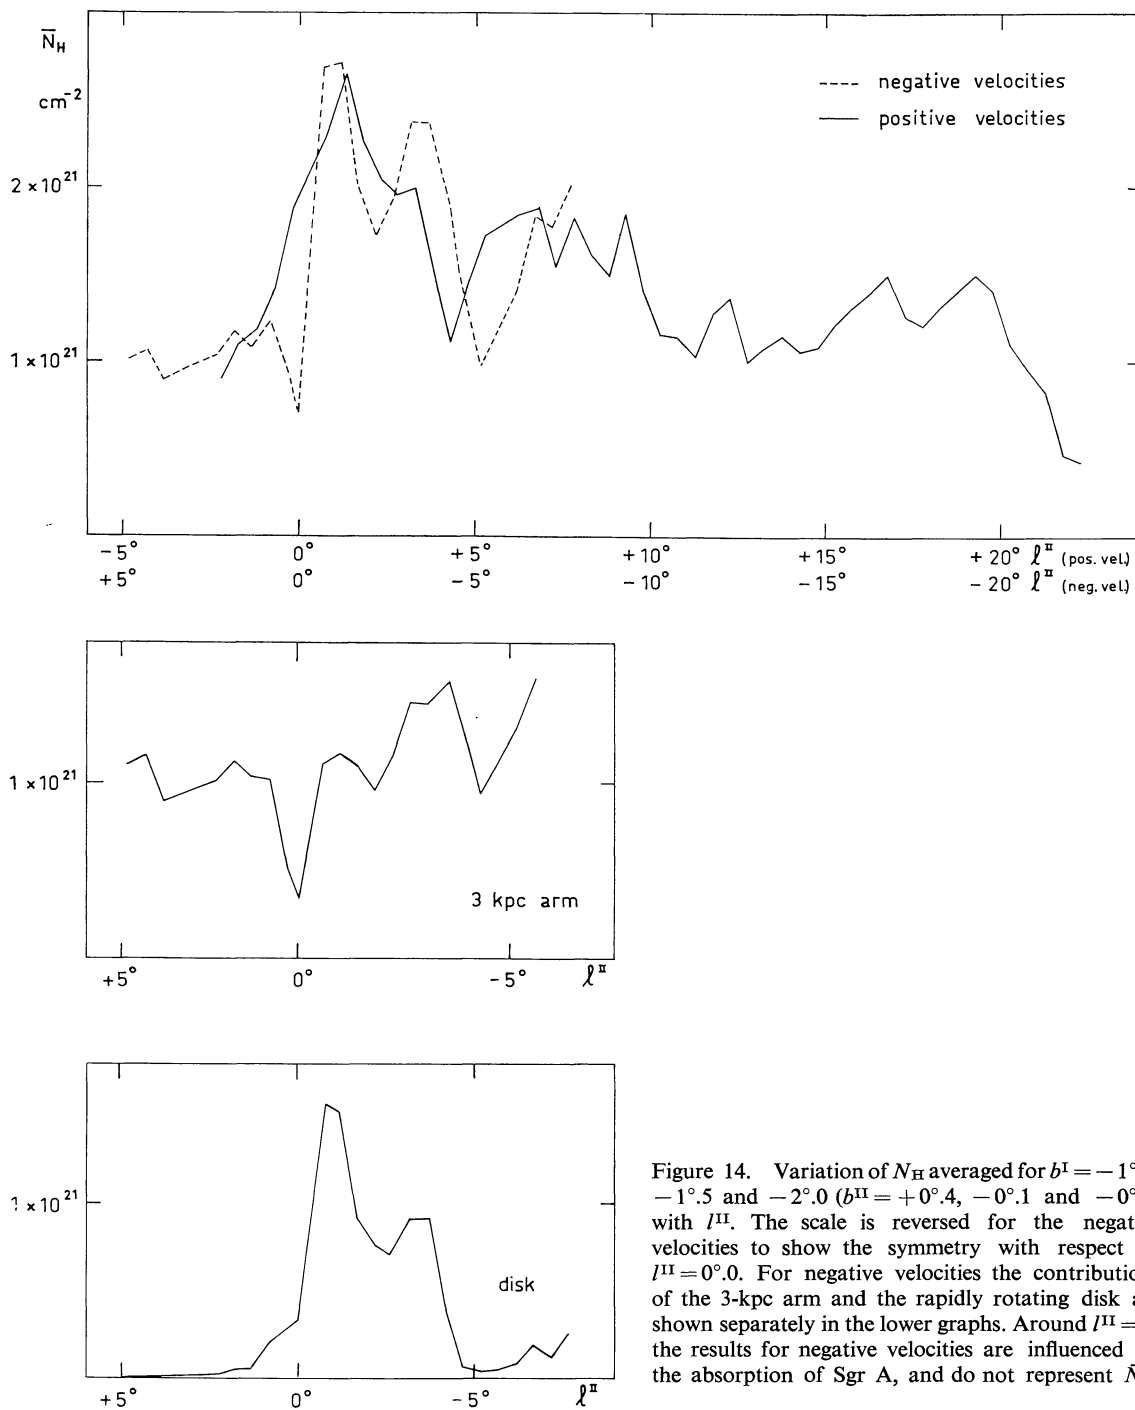 N̄H
cm-2
negative velocities
positive velocities
2 × 10²¹
1 × 10²¹
−5° 0° +5° +10° +15° +20° ℓᴵᴵ (pos. vel.)
+5° 0° −5° −10° −15° −20° ℓᴵᴵ (neg. vel.)
1 × 10²¹
3 kpc arm
+5° 0° −5° ℓᴵᴵ
× 10²¹
disk
+5° 0° −5° ℓᴵᴵ
Figure 14. Variation of NH averaged for bᴵ = −1°
−1°.5 and −2°.0 (bᴵᴵ = +0°.4, −0°.1 and −0°
with lᴵᴵ. The scale is reversed for the negat
velocities to show the symmetry with respect
lᴵᴵ = 0°.0. For negative velocities the contributio
of the 3-kpc arm and the rapidly rotating disk a
shown separately in the lower graphs. Around lᴵᴵ =
the results for negative velocities are influenced
the absorption of Sgr A, and do not represent N̄